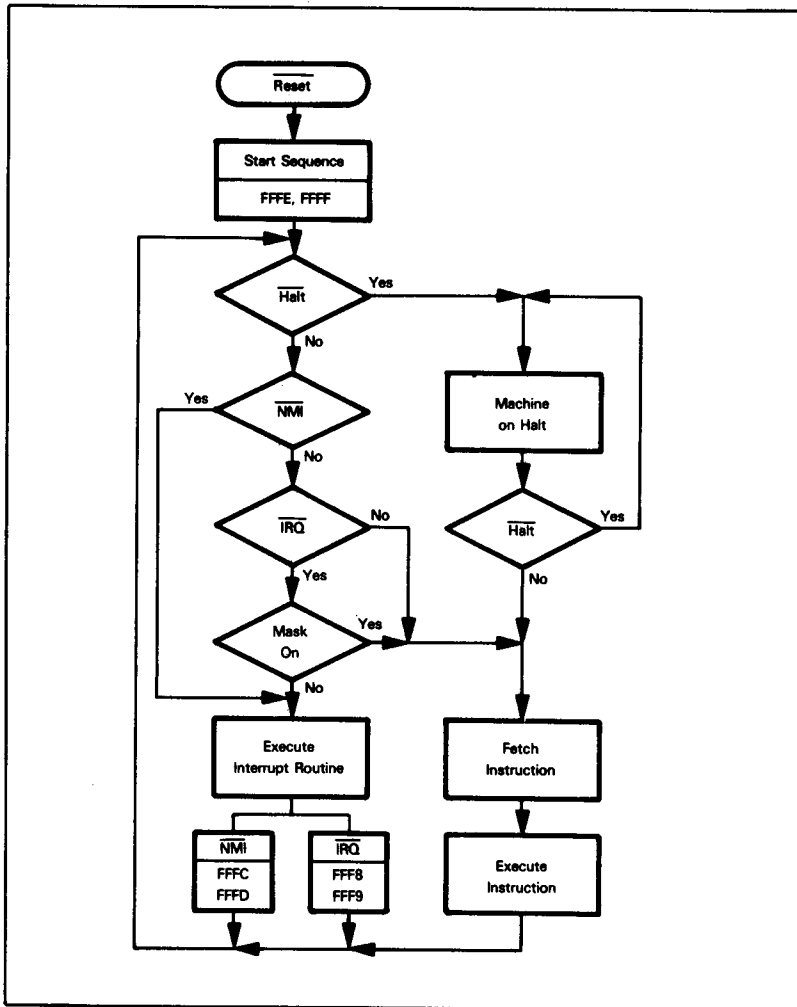 Reset
Start Sequence
FFFE, FFFF
Halt
Yes
No
NMI
Yes
No
IRQ
No
Yes
Mask
On
Yes
No
Execute
Interrupt Routine
NMI
FFFC
FFFD
IRQ
FFF8
FFF9
Machine
on Halt
Halt
Yes
No
Fetch
Instruction
Execute
Instruction